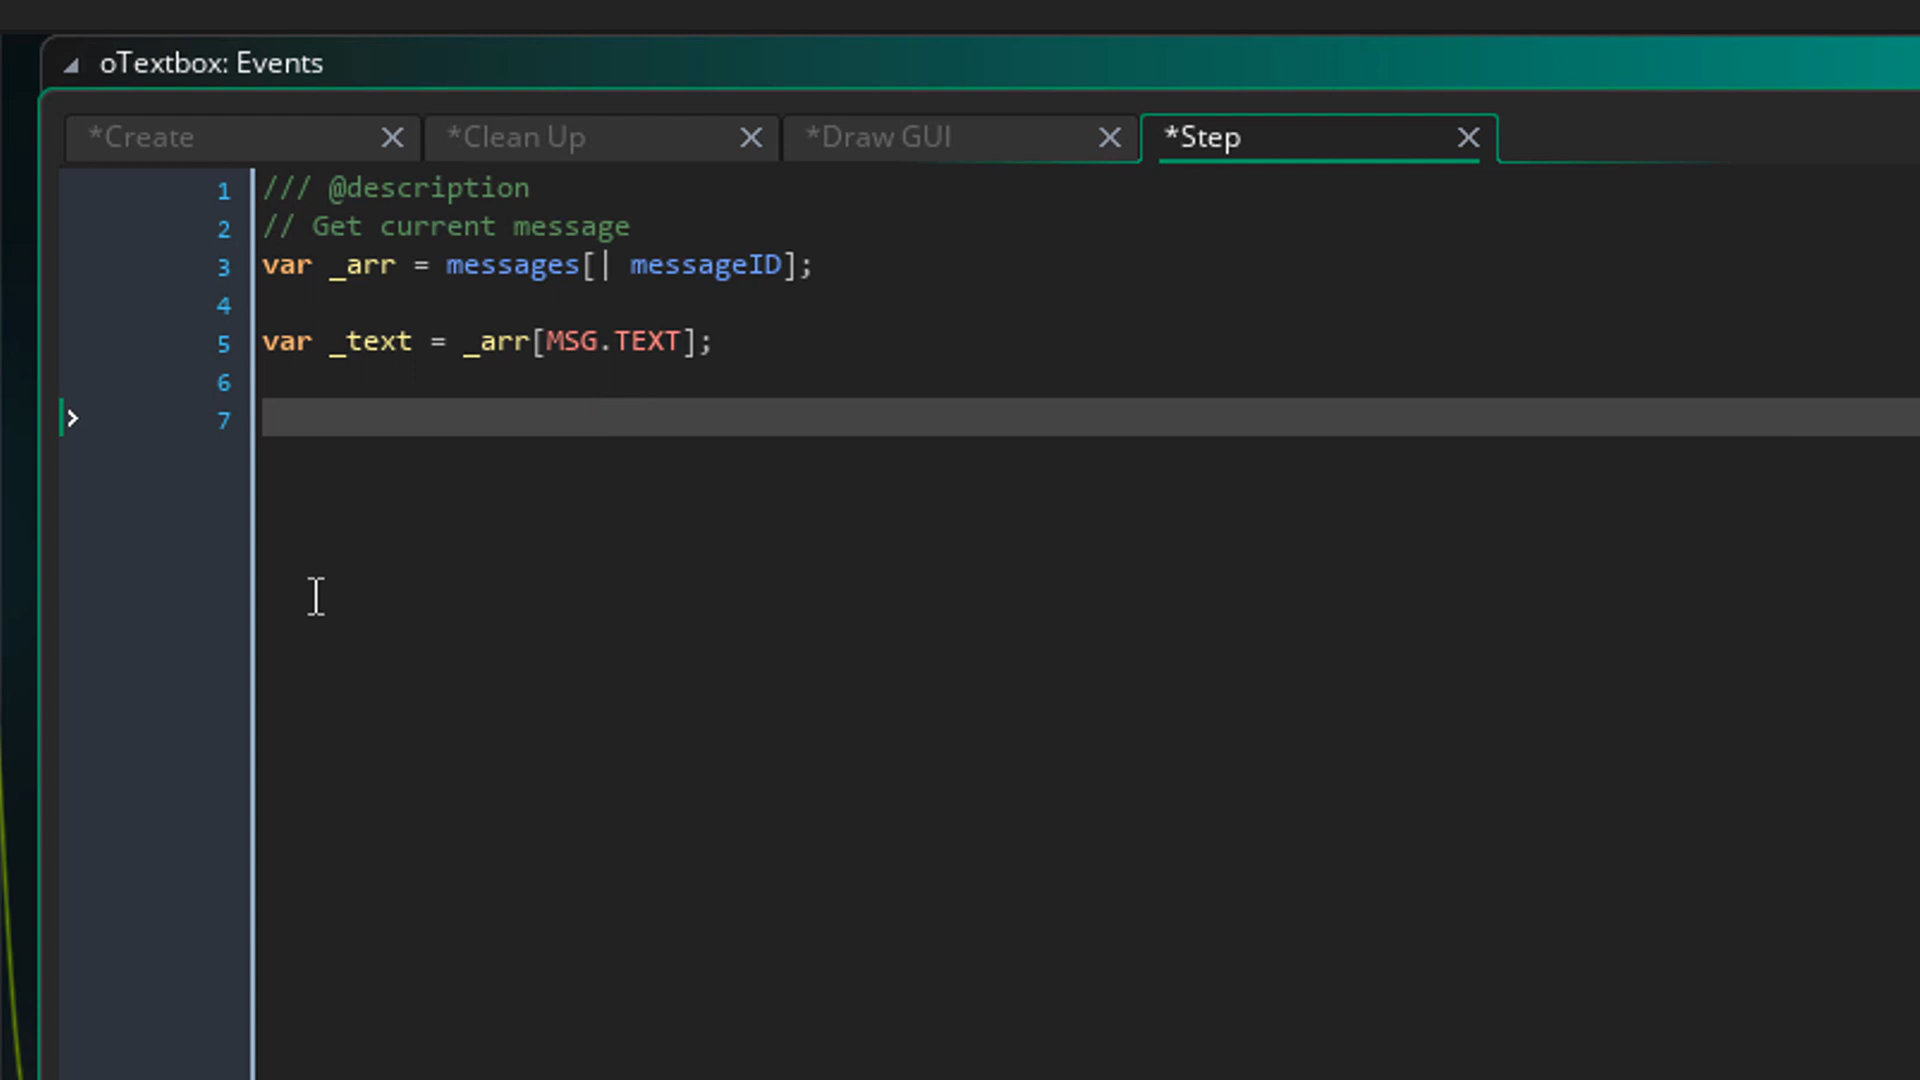 oTextbox: Events
*Create *Clean Up *Draw GUI *Step
1 /// @description
2 // Get current message
3 var _arr = messages[| messageID];
4
5 var _text = _arr[MSG.TEXT];
6
7